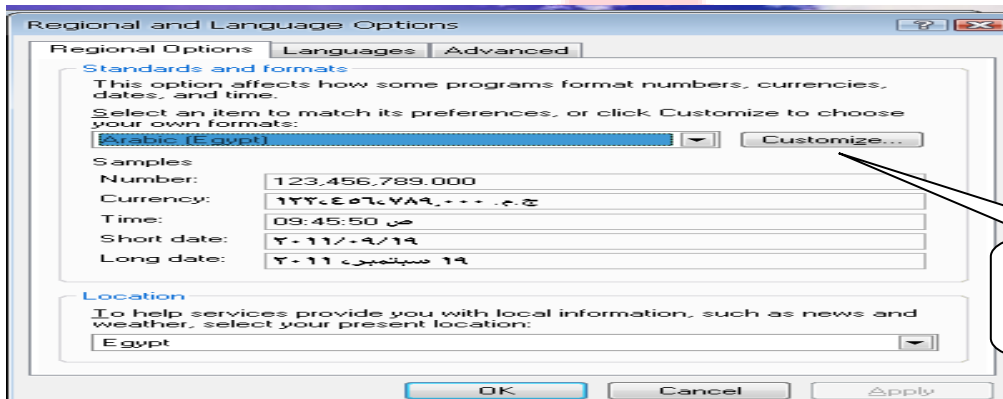 Regional and Language Options
Regional Options Languages Advanced
Standards and formats
This option affects how some programs format numbers, currencies,
dates, and time.
Select an item to match its preferences, or click Customize to choose
your own formats:
Arabic (Egypt) Customize...
Samples
Number: 123,456,789.000
Currency: ج.م. ١٢٣،٤٥٦،٧٨٩,٠٠٠
Time: 09:45:50 ص
Short date: ٢٠١١/٠٩/١٩
Long date: ١٩ سبتمبر، ٢٠١١
Location
To help services provide you with local information, such as news and
weather, select your present location:
Egypt
OK Cancel Apply